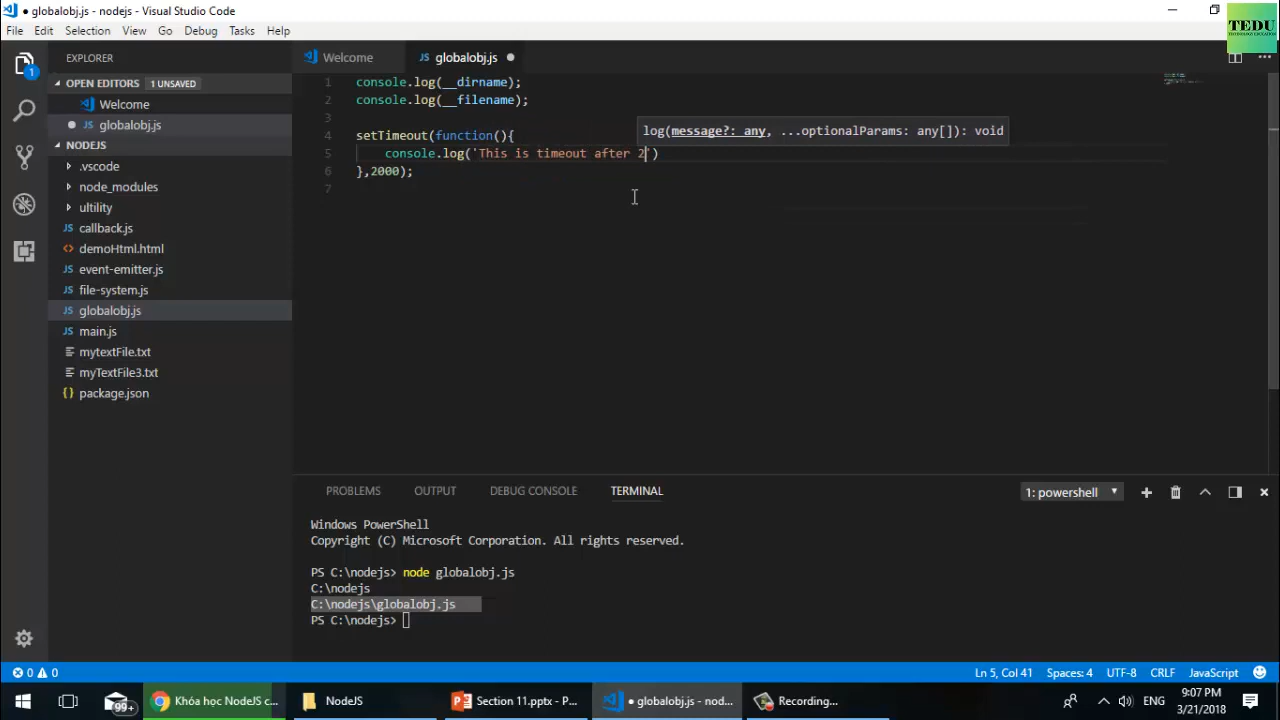 globalobj.js - nodejs - Visual Studio Code
TEDU
File Edit Selection View Go Debug Tasks Help
EXPLORER
OPEN EDITORS 1 UNSAVED
Welcome
JS globalobj.js
NODEJS
.vscode
node_modules
ultility
JS callback.js
<> demoHtml.html
JS event-emitter.js
JS file-system.js
JS globalobj.js
JS main.js
mytextFile.txt
myTextFile3.txt
{} package.json
1
Welcome JS globalobj.js
1 console.log(__dirname);
2 console.log(__filename);
3
4 setTimeout(function(){
log(message?: any, ...optionalParams: any[]): void
5 console.log('This is timeout after 2')
6 },2000);
7
PROBLEMS OUTPUT DEBUG CONSOLE TERMINAL 1: powershell
Windows PowerShell
Copyright (C) Microsoft Corporation. All rights reserved.
PS C:\nodejs> node globalobj.js
C:\nodejs
C:\nodejs\globalobj.js
PS C:\nodejs>
0 0 Ln 5, Col 41 Spaces: 4 UTF-8 CRLF JavaScript
99+ Khóa học NodeJS c... NodeJS Section 11.pptx - P... globalobj.js - nod... Recording... ENG
9:07 PM
3/21/2018